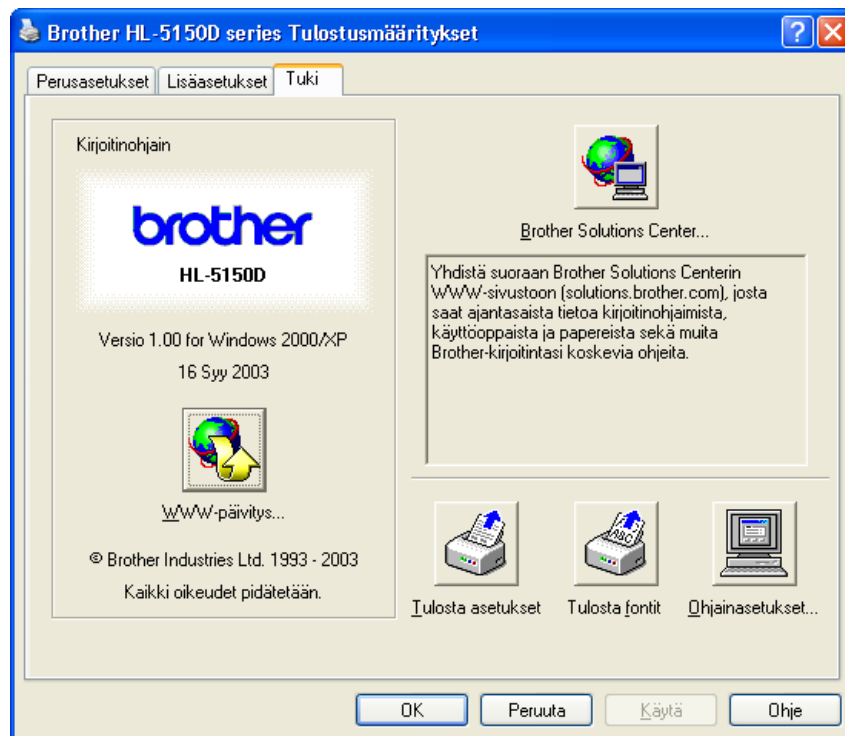 Brother HL-5150D series Tulostusmääritykset
Perusasetukset
Lisäasetukset
Tuki
Kirjoitinohjain
brother
HL-5150D
Versio 1.00 for Windows 2000/XP
16 Syy 2003
WWW-päivitys...
© Brother Industries Ltd. 1993 - 2003
Kaikki oikeudet pidätetään.
Brother Solutions Center...
Yhdistä suoraan Brother Solutions Centerin
WWW-sivustoon (solutions.brother.com), josta
saat ajantasaista tietoa kirjoitinohjaimista,
käyttöoppaista ja papereista sekä muita
Brother-kirjoitintasi koskevia ohjeita.
ABC
Tulosta asetukset
Tulosta fontit
Ohjainasetukset...
OK
Peruuta
Käytä
Ohje